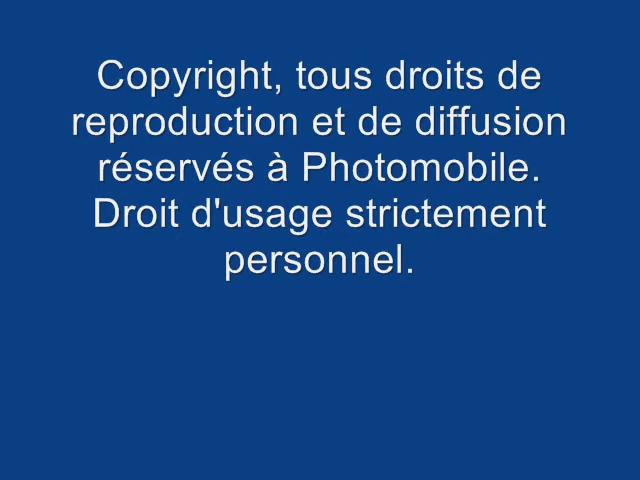 Copyright, tous droits de
reproduction et de diffusion
réservés à Photomobile.
Droit d'usage strictement
personnel.